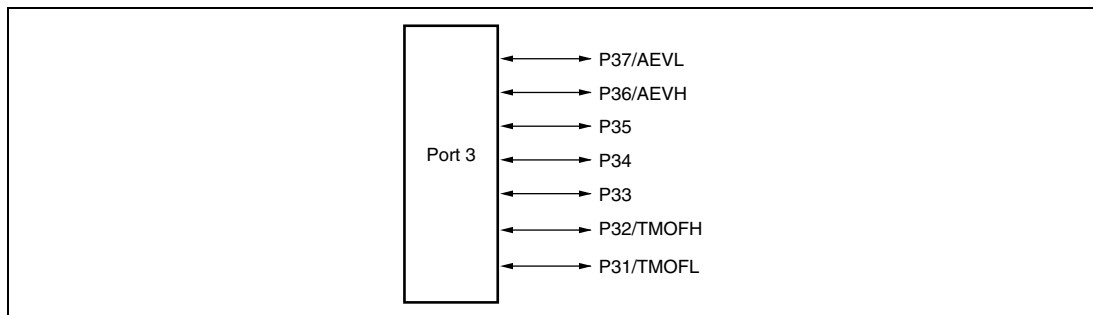 P37/AEVL
P36/AEVH
P35
Port 3
P34
P33
P32/TMOFH
P31/TMOFL